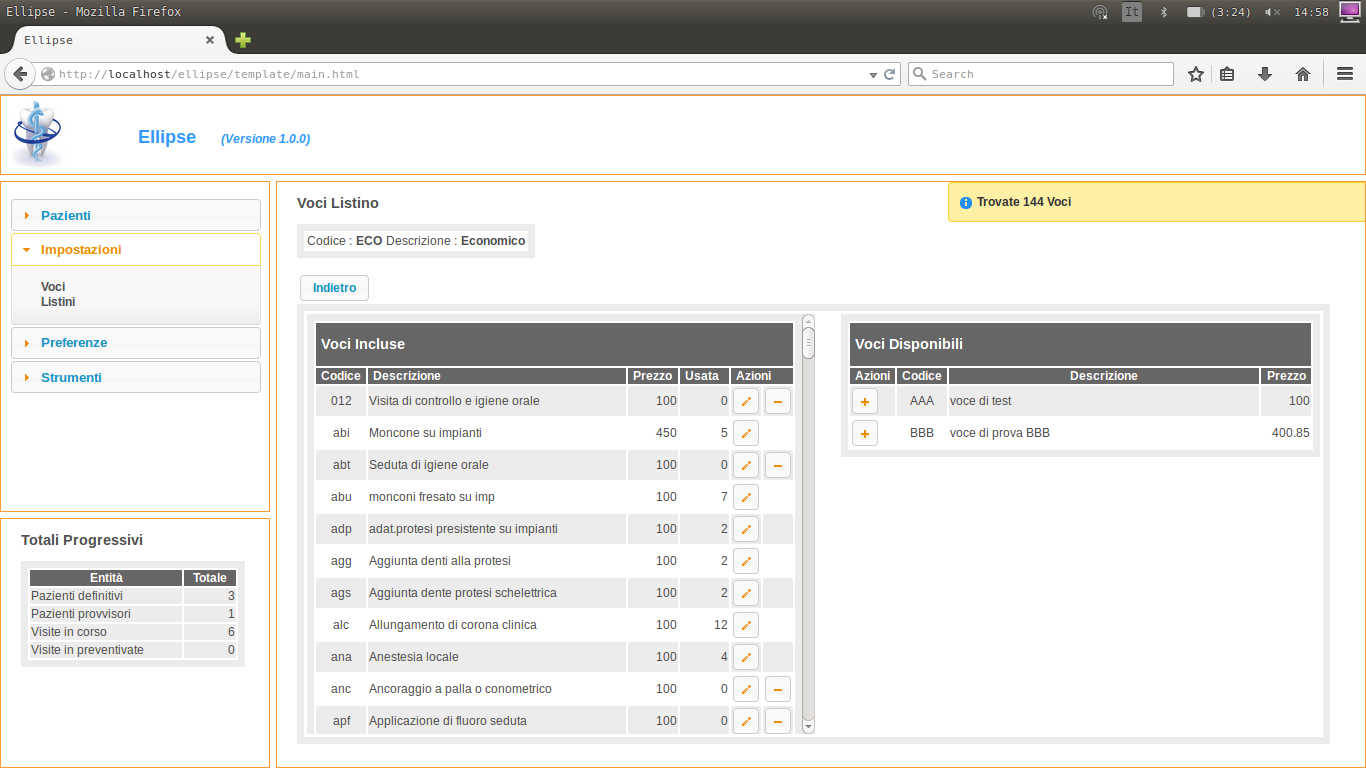 Ellipse - Mozilla Firefox
It
(3:24)
14:58
Ellipse
http://localhost/ellipse/template/main.html
Search
Ellipse
(Versione 1.0.0)
Pazienti
Impostazioni
Voci
Listini
Preferenze
Strumenti
Totali Progressivi
Entità Totale
Pazienti definitivi 3
Pazienti provvisori 1
Visite in corso 6
Visite in preventivate 0
Voci Listino
Trovate 144 Voci
Codice : ECO Descrizione : Economico
Indietro
Voci Incluse
Codice Descrizione Prezzo Usata Azioni
012 Visita di controllo e igiene orale 100 0
abi Moncone su impianti 450 5
abt Seduta di igiene orale 100 0
abu monconi fresato su imp 100 7
adp adat.protesi presistente su impianti 100 2
agg Aggiunta denti alla protesi 100 2
ags Aggiunta dente protesi schelettrica 100 2
alc Allungamento di corona clinica 100 12
ana Anestesia locale 100 4
anc Ancoraggio a palla o conometrico 100 0
apf Applicazione di fluoro seduta 100 0
Voci Disponibili
Azioni Codice Descrizione Prezzo
AAA voce di test 100
BBB voce di prova BBB 400.85